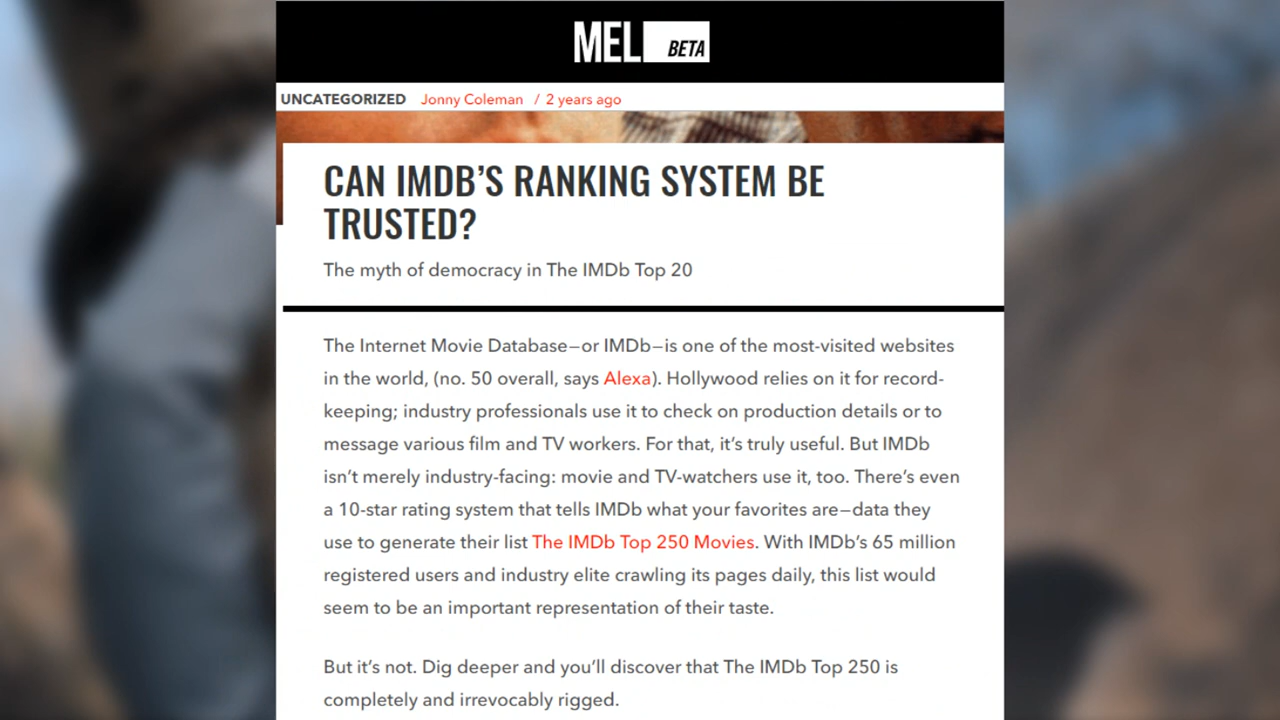 MEL BETA
UNCATEGORIZED Jonny Coleman / 2 years ago
CAN IMDB’S RANKING SYSTEM BE
TRUSTED?
The myth of democracy in The IMDb Top 20
The Internet Movie Database—or IMDb—is one of the most-visited websites
in the world, (no. 50 overall, says Alexa). Hollywood relies on it for record-
keeping; industry professionals use it to check on production details or to
message various film and TV workers. For that, it’s truly useful. But IMDb
isn’t merely industry-facing: movie and TV-watchers use it, too. There’s even
a 10-star rating system that tells IMDb what your favorites are—data they
use to generate their list The IMDb Top 250 Movies. With IMDb’s 65 million
registered users and industry elite crawling its pages daily, this list would
seem to be an important representation of their taste.
But it’s not. Dig deeper and you’ll discover that The IMDb Top 250 is
completely and irrevocably rigged.